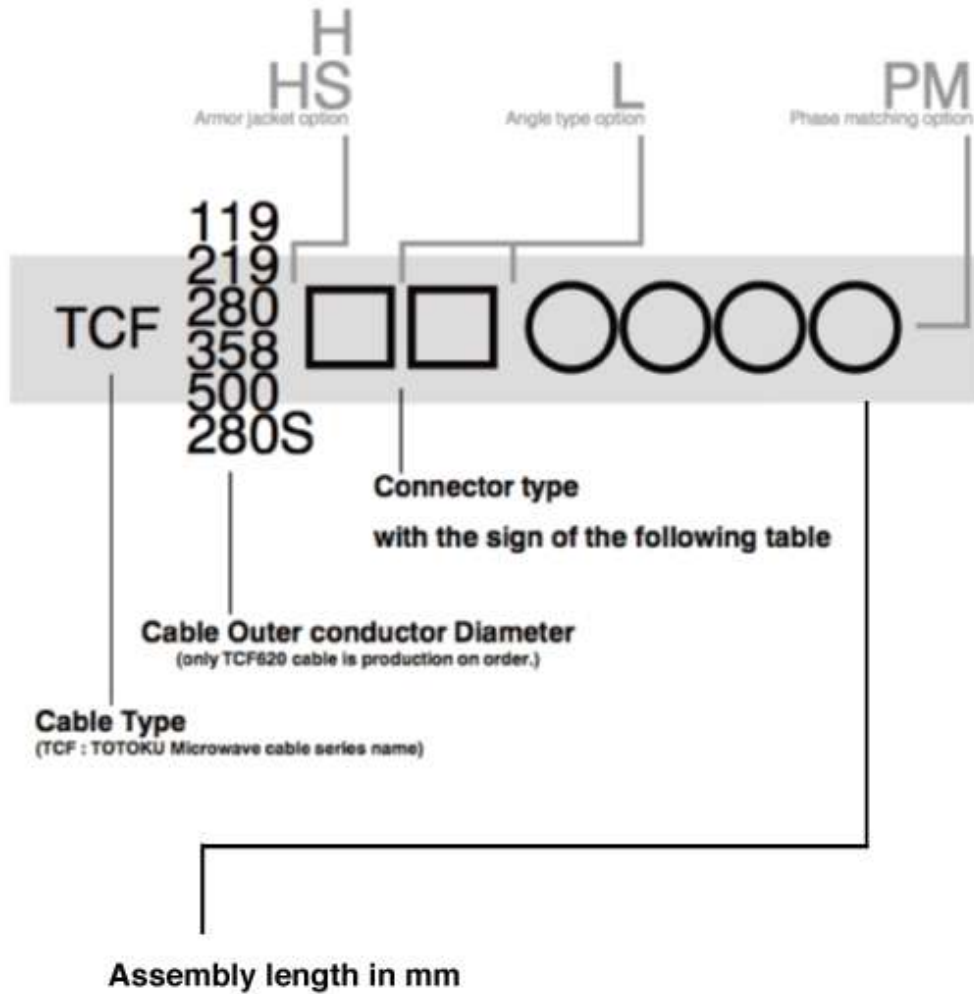 H
HS
Armor jacket option
L
Angle type option
PM
Phase matching option
119
219
TCF 280
358
500
280S
Connector type
with the sign of the following table
Cable Outer conductor Diameter
(only TCF620 cable is production on order.)
Cable Type
(TCF : TOTOKU Microwave cable series name)
Assembly length in mm